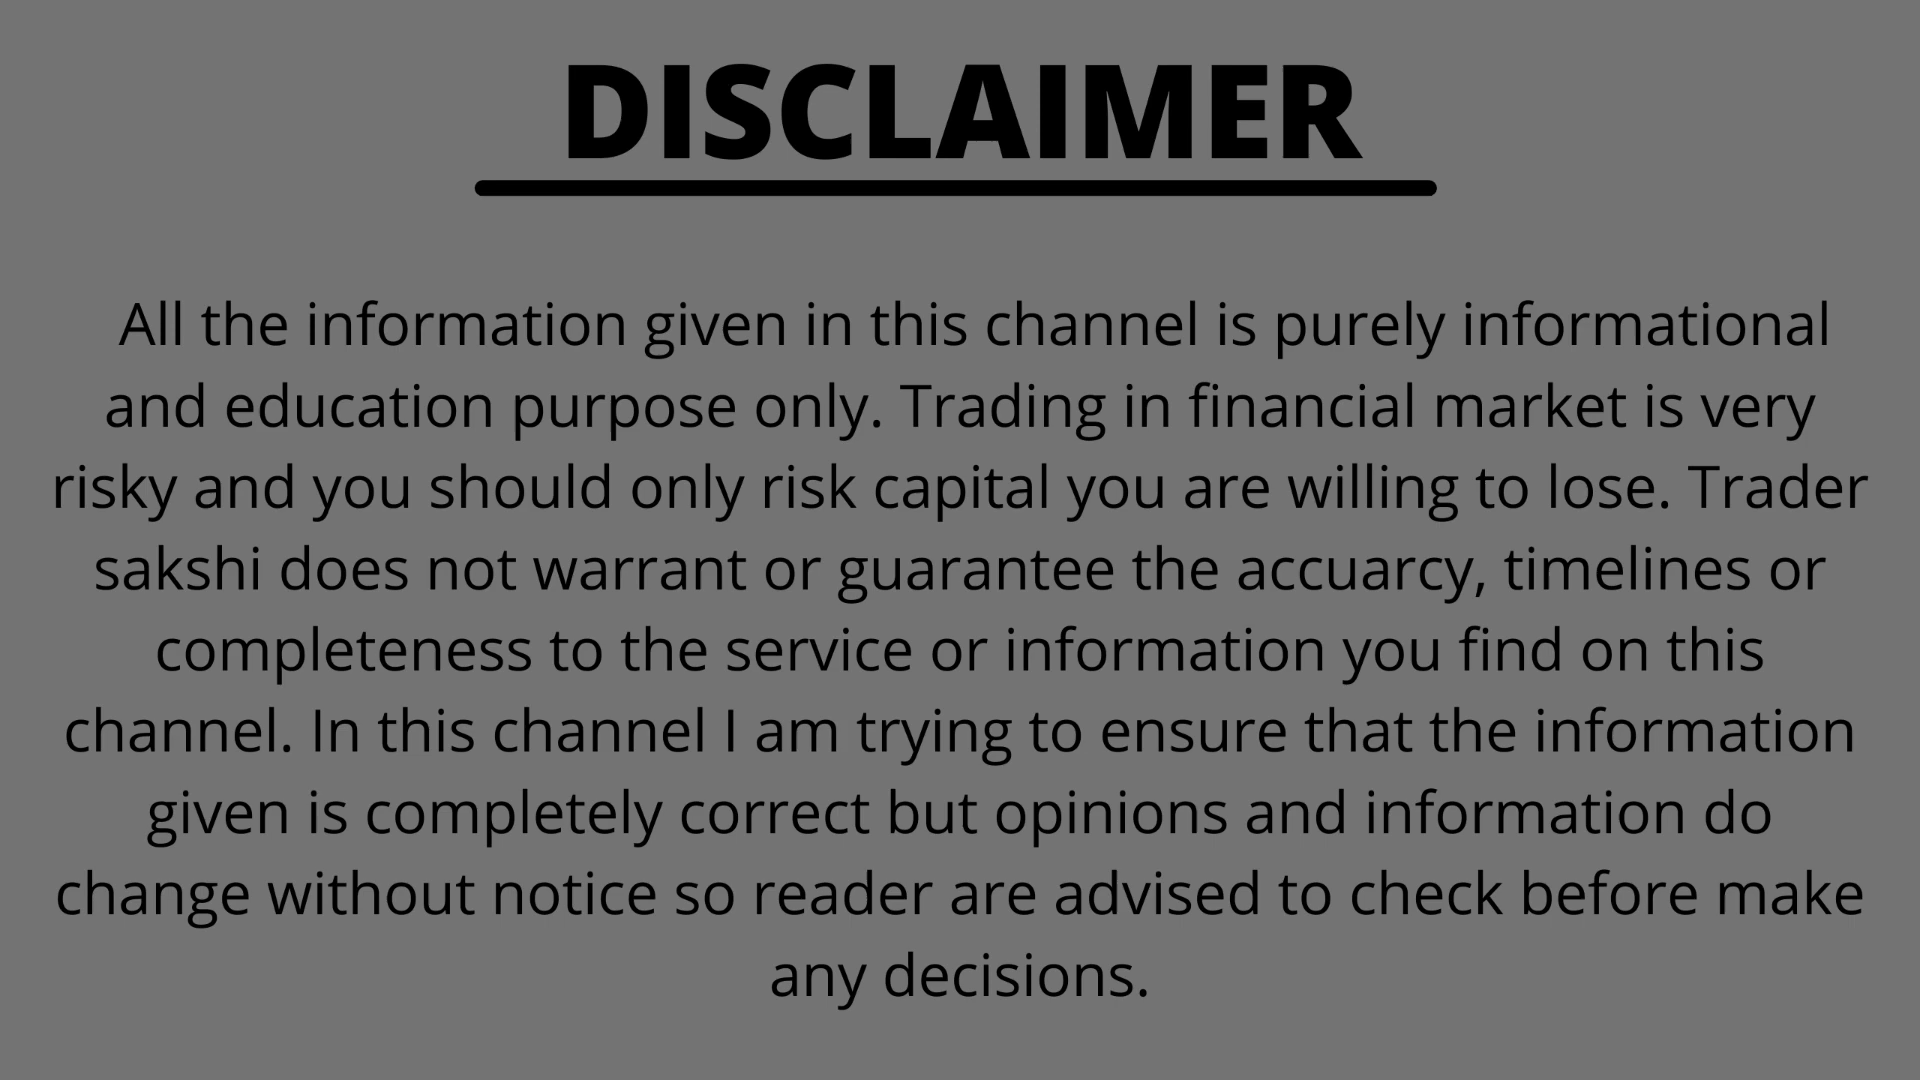 DISCLAIMER
All the information given in this channel is purely informational
and education purpose only. Trading in financial market is very
risky and you should only risk capital you are willing to lose. Trader
sakshi does not warrant or guarantee the accuarcy, timelines or
completeness to the service or information you find on this
channel. In this channel I am trying to ensure that the information
given is completely correct but opinions and information do
change without notice so reader are advised to check before make
any decisions.